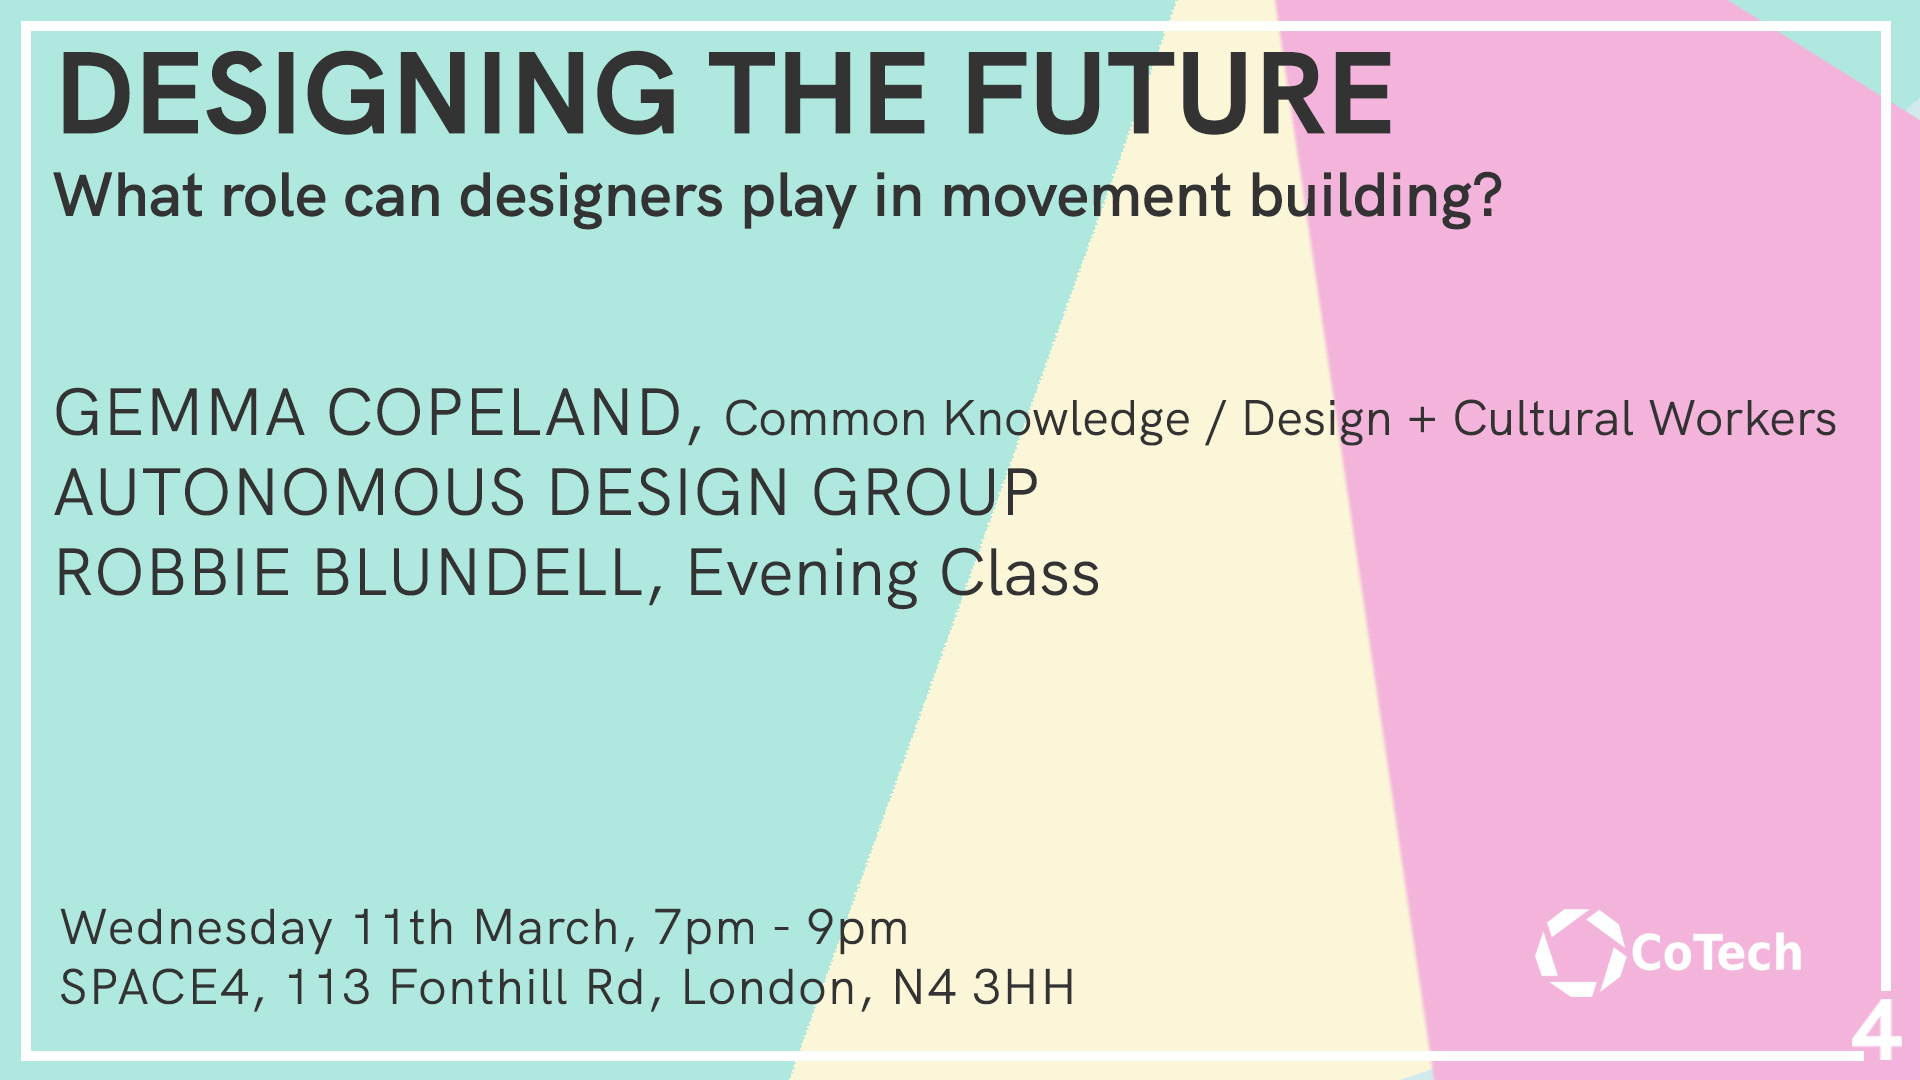 DESIGNING THE FUTURE
What role can designers play in movement building?
GEMMA COPELAND, Common Knowledge / Design + Cultural Workers
AUTONOMOUS DESIGN GROUP
ROBBIE BLUNDELL, Evening Class
Wednesday 11th March, 7pm - 9pm
SPACE4, 113 Fonthill Rd, London, N4 3HH
CoTech
4